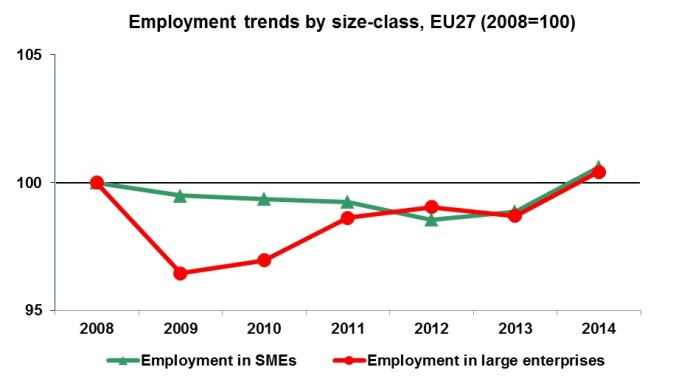 Employment trends by size-class, EU27 (2008=100)
105
100
95
2008 2009 2010 2011 2012 2013 2014
Employment in SMEs Employment in large enterprises